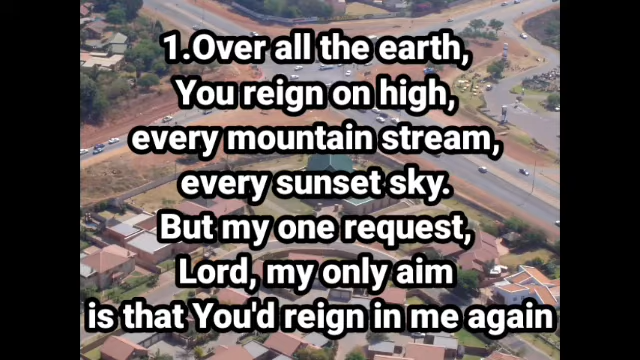 1.Over all the earth,
You reign on high,
every mountain stream,
every sunset sky.
But my one request,
Lord, my only aim
is that You'd reign in me again